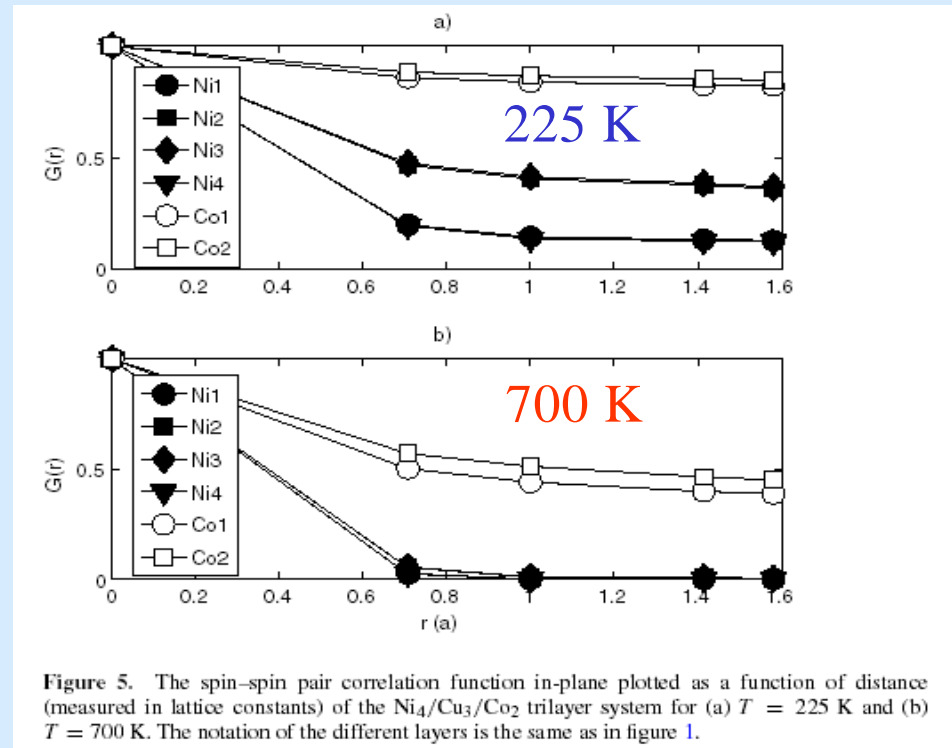 a)
G(r)
0.5
0
Ni1
Ni2
Ni3
Ni4
Co1
Co2
225 K
0 0.2 0.4 0.6 0.8 1 1.2 1.4 1.6
b)
G(r)
0.5
0
Ni1
Ni2
Ni3
Ni4
Co1
Co2
700 K
0 0.2 0.4 0.6 0.8 1 1.2 1.4 1.6
r (a)
Figure 5. The spin–spin pair correlation function in-plane plotted as a function of distance
(measured in lattice constants) of the Ni₄/Cu₃/Co₂ trilayer system for (a) T = 225 K and (b)
T = 700 K. The notation of the different layers is the same as in figure 1.